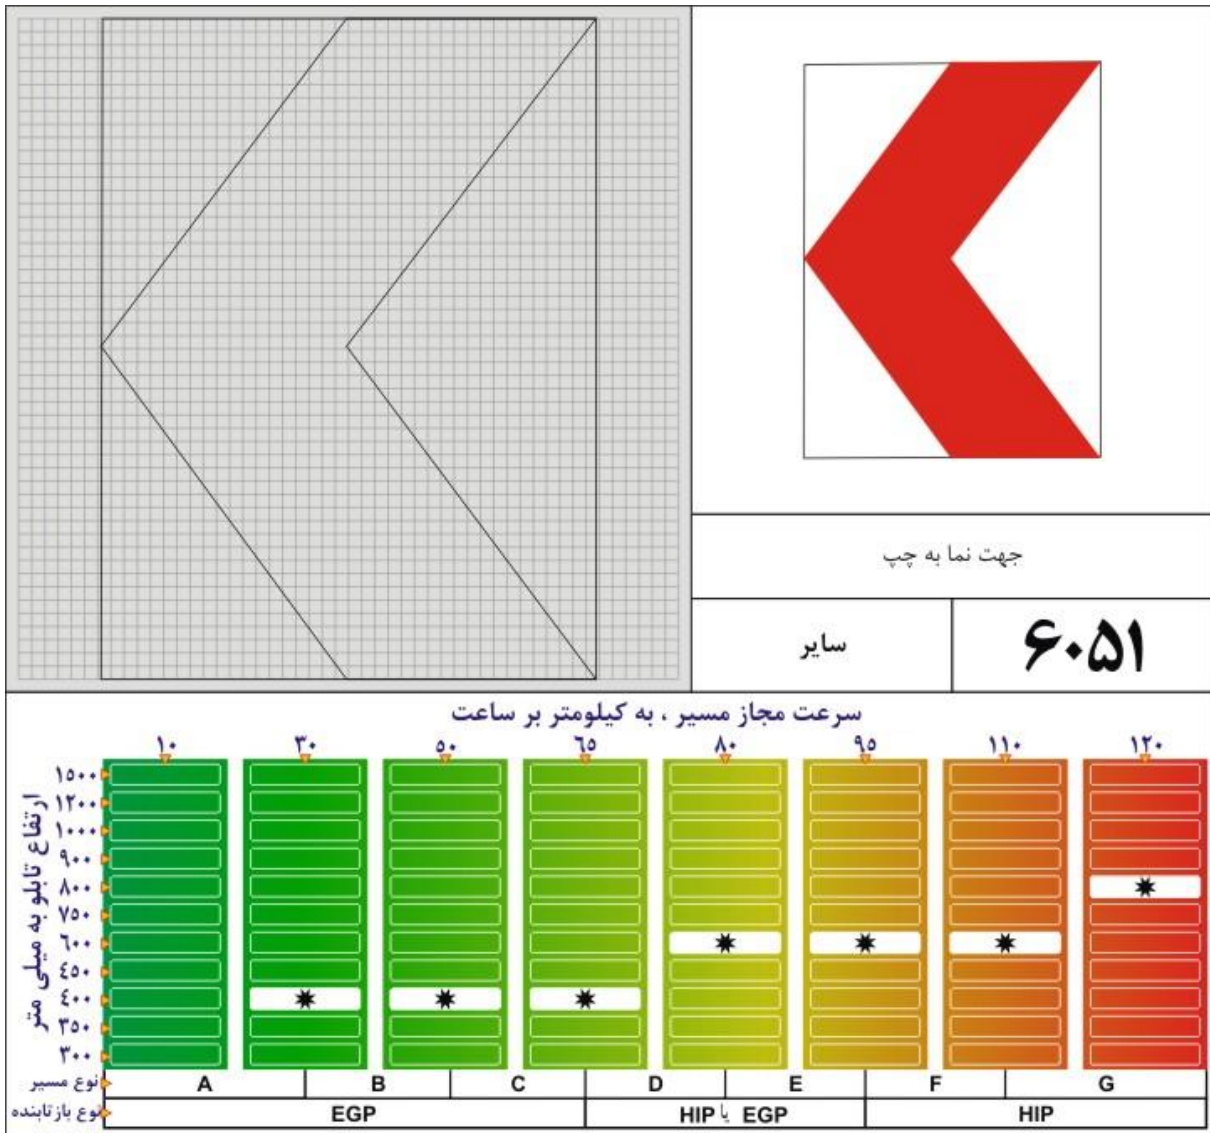 جهت نما به چپ
سایر
۶۰۵۱
سرعت مجاز مسیر ، به کیلومتر بر ساعت
۱۰ ۳۰ ۵۰ ۶۵ ۸۰ ۹۵ ۱۱۰ ۱۲۰
ارتفاع تابلو به میلی متر
۱۵۰۰
۱۲۰۰
۱۰۰۰
۹۰۰
۸۰۰
۷۵۰
۶۰۰
۴۵۰
۴۰۰
۳۵۰
۳۰۰
نوع مسیر A B C D E F G
نوع بازتابنده EGP HIP یا EGP HIP